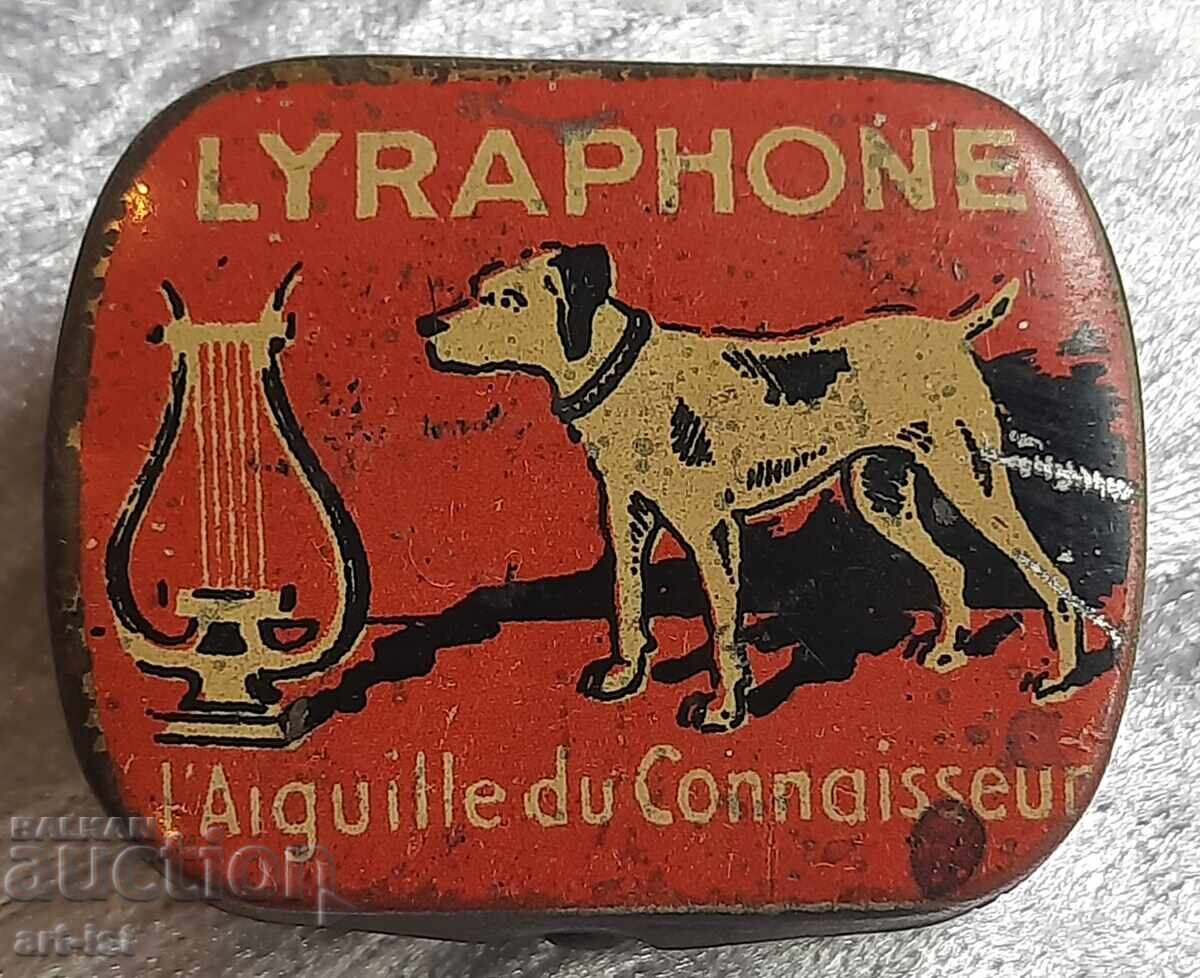 LYRAPHONE
l'Aiguille du Connaisseur
BALKAN
auction
art-ist